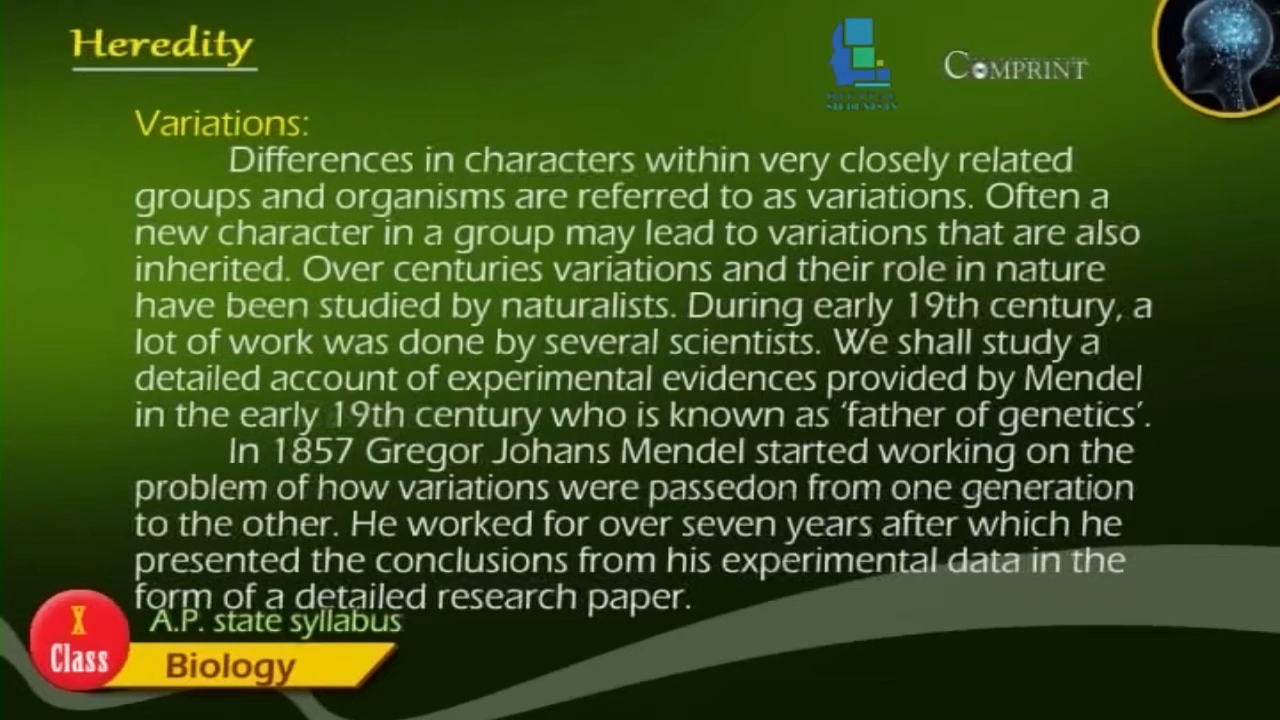 Heredity
COMPRINT
Variations:
Differences in characters within very closely related
groups and organisms are referred to as variations. Often a
new character in a group may lead to variations that are also
inherited. Over centuries variations and their role in nature
have been studied by naturalists. During early 19th century, a
lot of work was done by several scientists. We shall study a
detailed account of experimental evidences provided by Mendel
in the early 19th century who is known as ‘father of genetics’.
In 1857 Gregor Johans Mendel started working on the
problem of how variations were passedon from one generation
to the other. He worked for over seven years after which he
presented the conclusions from his experimental data in the
form of a detailed research paper.
A.P. state syllabus
X
Class
Biology